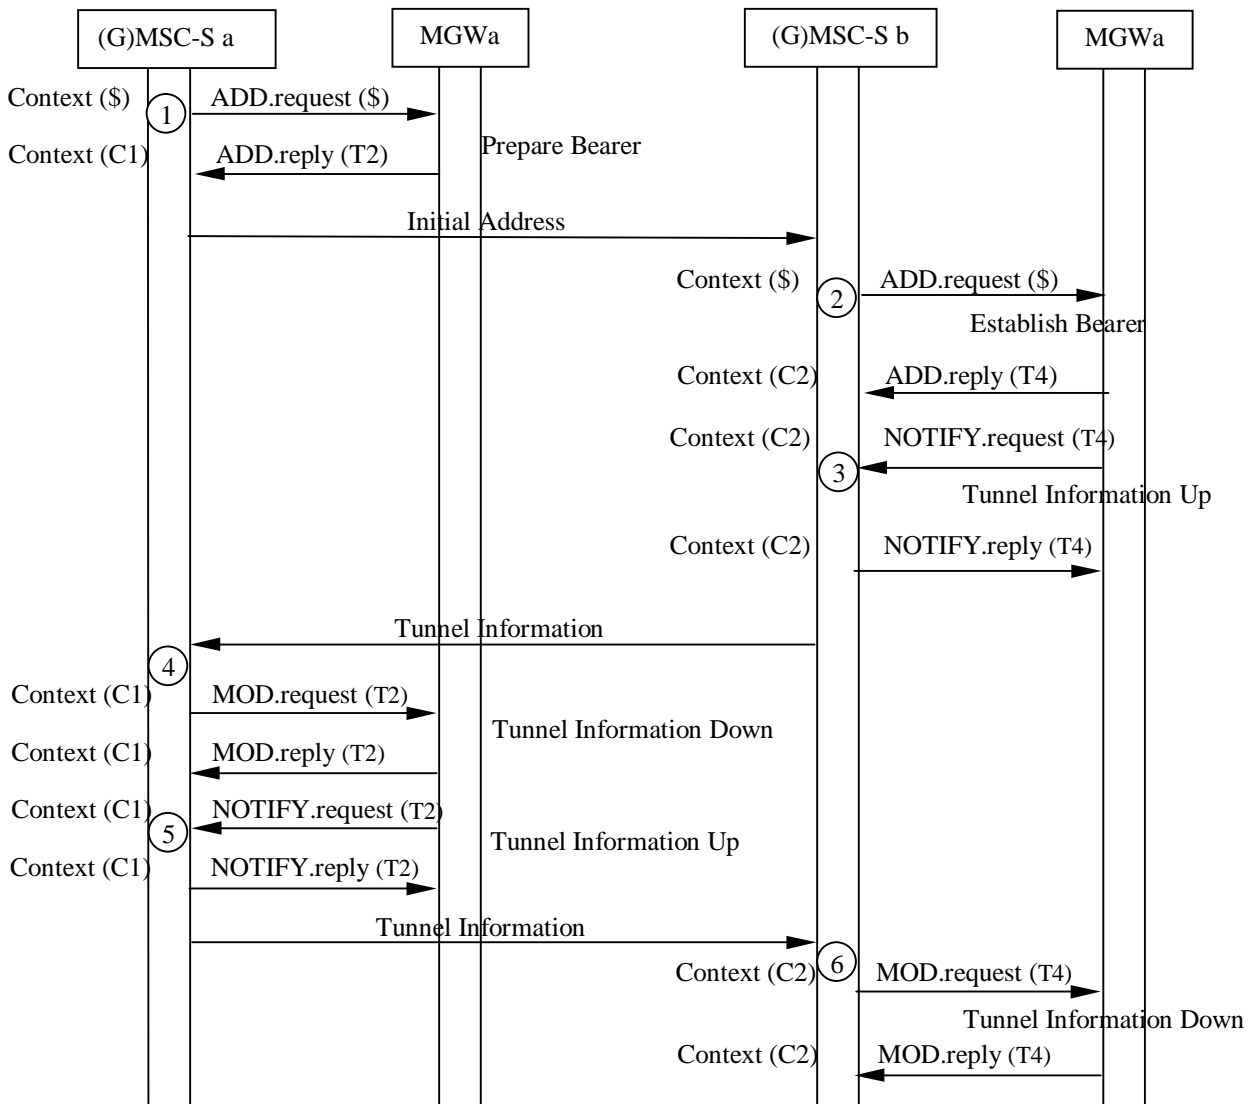 (G)MSC-S a
MGWa
(G)MSC-S b
MGWa
Context ($)
1
ADD.request ($)
Prepare Bearer
Context (C1)
ADD.reply (T2)
Initial Address
Context ($)
2
ADD.request ($)
Establish Bearer
Context (C2)
ADD.reply (T4)
Context (C2)
NOTIFY.request (T4)
3
Tunnel Information Up
Context (C2)
NOTIFY.reply (T4)
Tunnel Information
4
Context (C1)
MOD.request (T2)
Tunnel Information Down
Context (C1)
MOD.reply (T2)
Context (C1)
NOTIFY.request (T2)
5
Tunnel Information Up
Context (C1)
NOTIFY.reply (T2)
Tunnel Information
6
Context (C2)
MOD.request (T4)
Tunnel Information Down
Context (C2)
MOD.reply (T4)